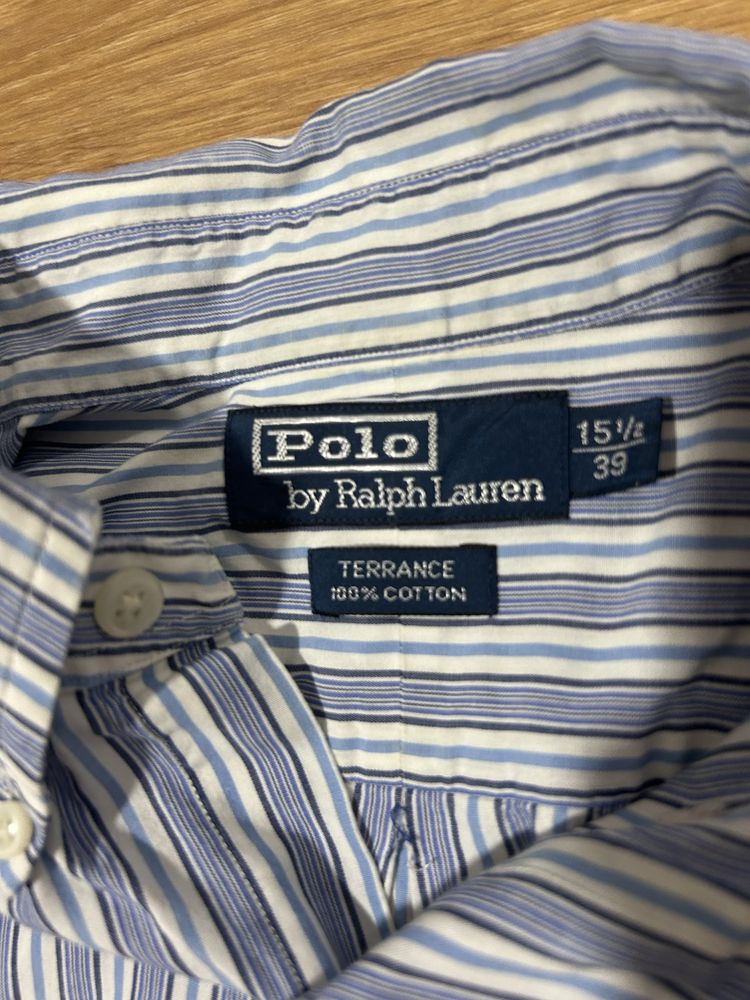 Polo
by Ralph Lauren
15 1/2
39
TERRANCE
100% COTTON